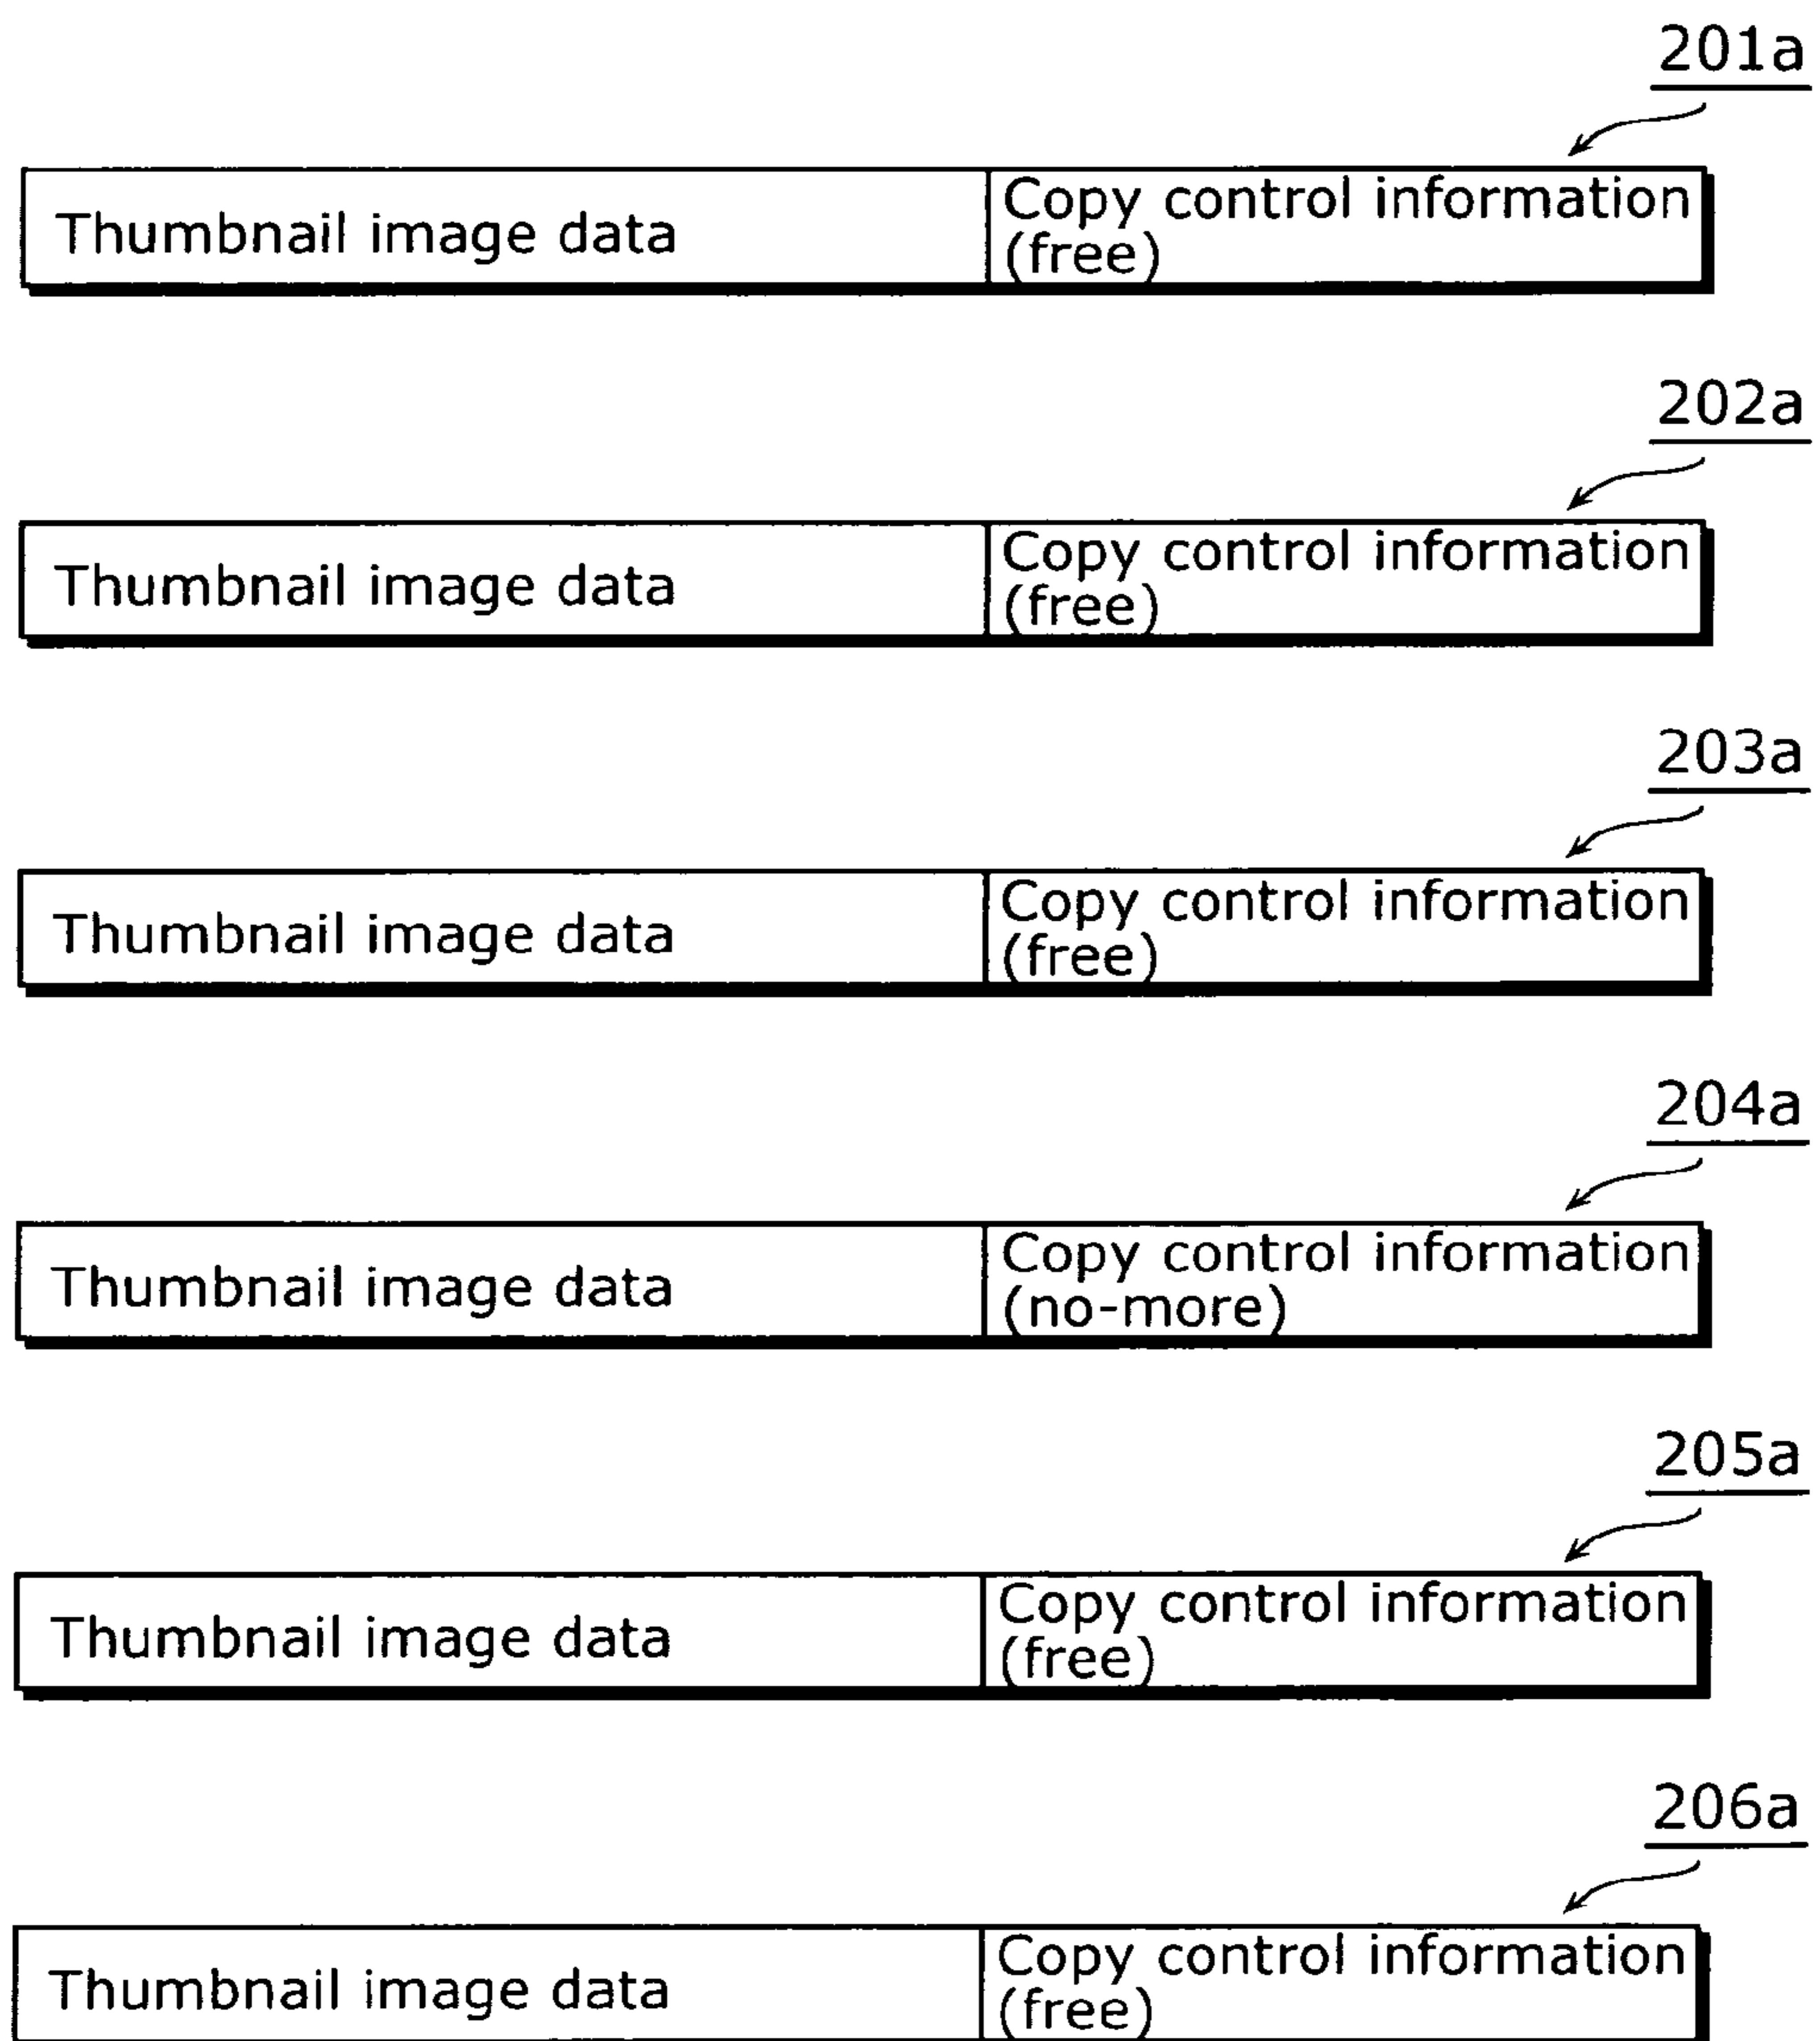 201a
Thumbnail image data
Copy control information
(free)
202a
Thumbnail image data
Copy control information
(free)
203a
Thumbnail image data
Copy control information
(free)
204a
Thumbnail image data
Copy control information
(no-more)
205a
Thumbnail image data
Copy control information
(free)
206a
Thumbnail image data
Copy control information
(free)